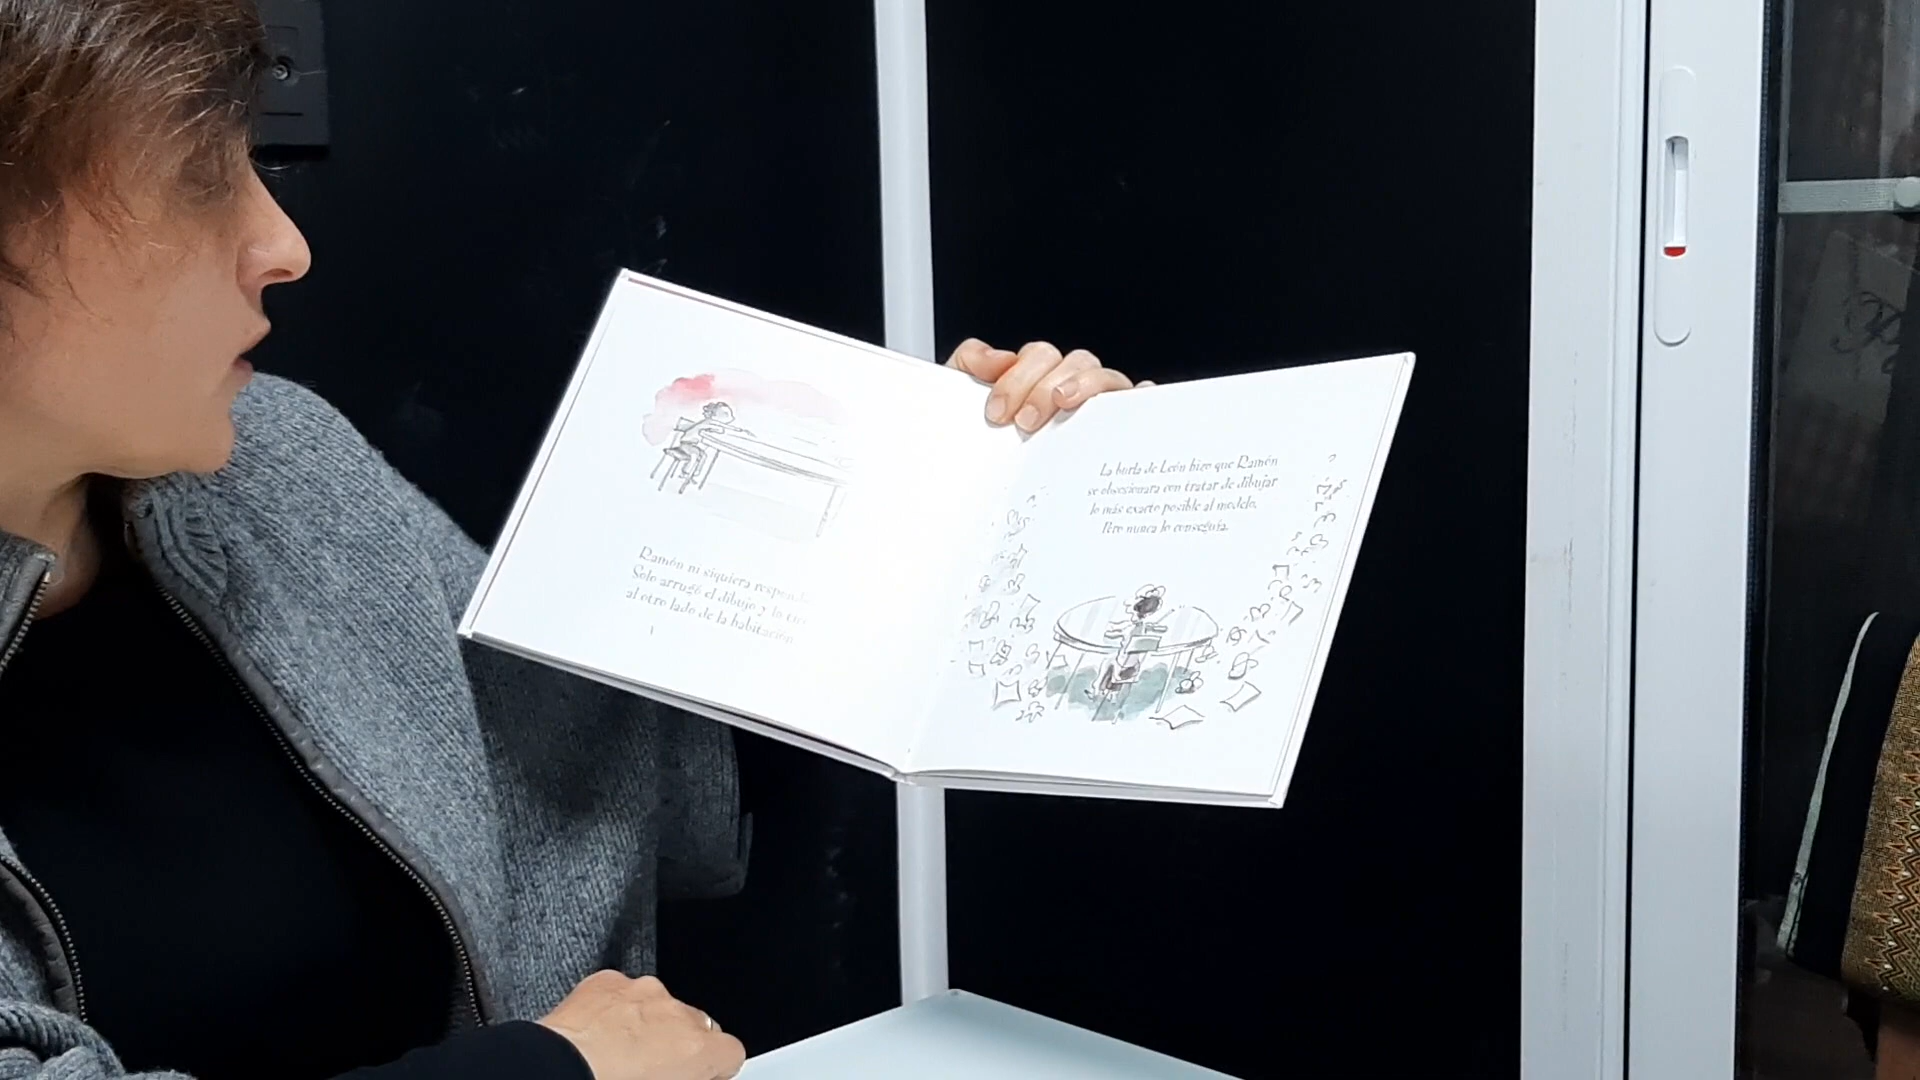 Ramón ni siquiera respondió.
Solo arrugó el dibujo y lo tiró
al otro lado de la habitación.
La burla de León hizo que Ramón
se obsesionara con tratar de dibujar
lo más exacto posible al modelo.
Pero nunca lo conseguía.